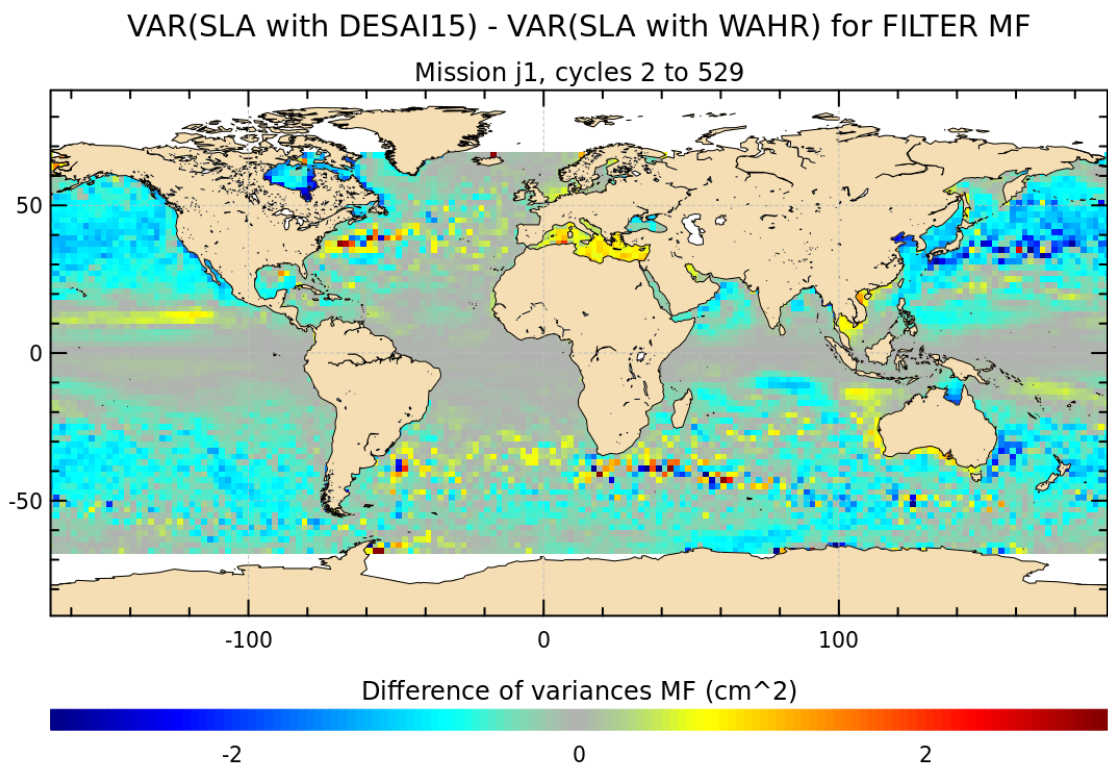 VAR(SLA with DESAI15) - VAR(SLA with WAHR) for FILTER MF
Mission j1, cycles 2 to 529
50
0
-50
-100 0 100
Difference of variances MF (cm^2)
-2 0 2